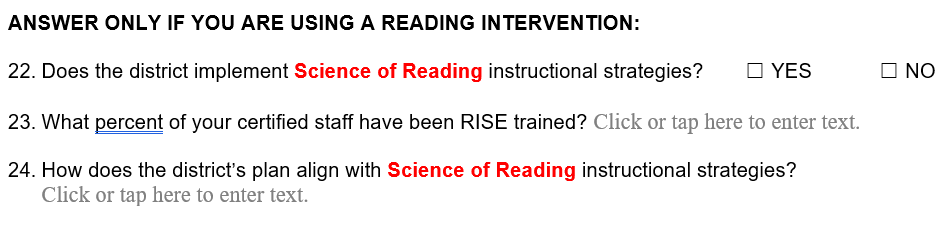 ANSWER ONLY IF YOU ARE USING A READING INTERVENTION:
22. Does the district implement Science of Reading instructional strategies? ☐ YES ☐ NO
23. What percent of your certified staff have been RISE trained? Click or tap here to enter text.
24. How does the district’s plan align with Science of Reading instructional strategies?
Click or tap here to enter text.